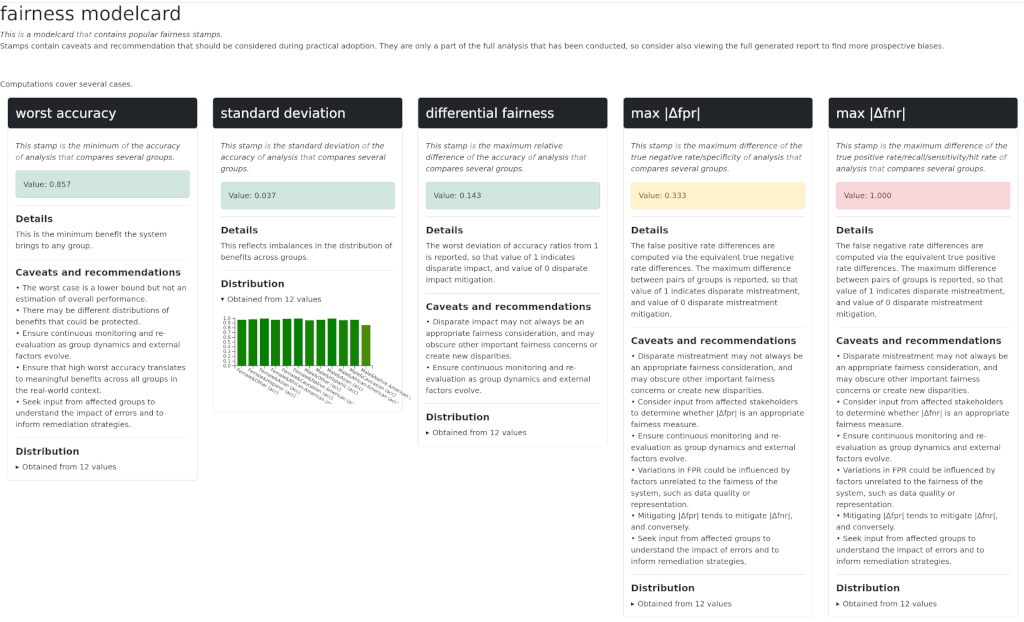 fairness modelcard
This is a modelcard that contains popular fairness stamps.
Stamps contain caveats and recommendation that should be considered during practical adoption. They are only a part of the full analysis that has been conducted, so consider also viewing the full generated report to find more prospective biases.
Computations cover several cases.
worst accuracy
This stamp is the minimum of the accuracy
of analysis that compares several groups.
Value: 0.857
Details
This is the minimum benefit the system
brings to any group.
Caveats and recommendations
• The worst case is a lower bound but not an
estimation of overall performance.
• There may be different distributions of
benefits that could be protected.
• Ensure continuous monitoring and re-
evaluation as group dynamics and external
factors evolve.
• Ensure that high worst accuracy translates
to meaningful benefits across all groups in
the real-world context.
• Seek input from affected groups to
understand the impact of errors and to
inform remediation strategies.
Distribution
▸ Obtained from 12 values
standard deviation
This stamp is the standard deviation of the
accuracy of analysis that compares several
groups.
Value: 0.037
Details
This reflects imbalances in the distribution of
benefits across groups.
Distribution
▾ Obtained from 12 values
1.0
0.9
0.8
0.7
0.6
0.5
0.4
0.3
0.2
0.1
0.0
differential fairness
This stamp is the maximum relative
difference of the accuracy of analysis that
compares several groups.
Value: 0.143
Details
The worst deviation of accuracy ratios from 1
is reported, so that value of 1 indicates
disparate impact, and value of 0 disparate
impact mitigation.
Caveats and recommendations
• Disparate impact may not always be an
appropriate fairness consideration, and may
obscure other important fairness concerns or
create new disparities.
• Ensure continuous monitoring and re-
evaluation as group dynamics and external
factors evolve.
Distribution
▸ Obtained from 12 values
max |Δfpr|
This stamp is the maximum difference of the
true negative rate/specificity of analysis that
compares several groups.
Value: 0.333
Details
The false positive rate differences are
computed via the equivalent true negative
rate differences. The maximum difference
between pairs of groups is reported, so that
value of 1 indicates disparate mistreatment,
and value of 0 disparate mistreatment
mitigation.
Caveats and recommendations
• Disparate mistreatment may not always be
an appropriate fairness consideration, and
may obscure other important fairness
concerns or create new disparities.
• Consider input from affected stakeholders
to determine whether |Δfpr| is an appropriate
fairness measure.
• Ensure continuous monitoring and re-
evaluation as group dynamics and external
factors evolve.
• Variations in FPR could be influenced by
factors unrelated to the fairness of the
system, such as data quality or
representation.
• Mitigating |Δfpr| tends to mitigate |Δfnr|,
and conversely.
• Seek input from affected groups to
understand the impact of errors and to
inform remediation strategies.
Distribution
▸ Obtained from 12 values
max |Δfnr|
This stamp is the maximum difference of the
true positive rate/recall/sensitivity/hit rate of
analysis that compares several groups.
Value: 1.000
Details
The false negative rate differences are
computed via the equivalent true positive
rate differences. The maximum difference
between pairs of groups is reported, so that
value of 1 indicates disparate mistreatment,
and value of 0 disparate mistreatment
mitigation.
Caveats and recommendations
• Disparate mistreatment may not always be
an appropriate fairness consideration, and
may obscure other important fairness
concerns or create new disparities.
• Consider input from affected stakeholders
to determine whether |Δfnr| is an appropriate
fairness measure.
• Ensure continuous monitoring and re-
evaluation as group dynamics and external
factors evolve.
• Variations in FPR could be influenced by
factors unrelated to the fairness of the
system, such as data quality or
representation.
• Mitigating |Δfpr| tends to mitigate |Δfnr|,
and conversely.
• Seek input from affected groups to
understand the impact of errors and to
inform remediation strategies.
Distribution
▸ Obtained from 12 values